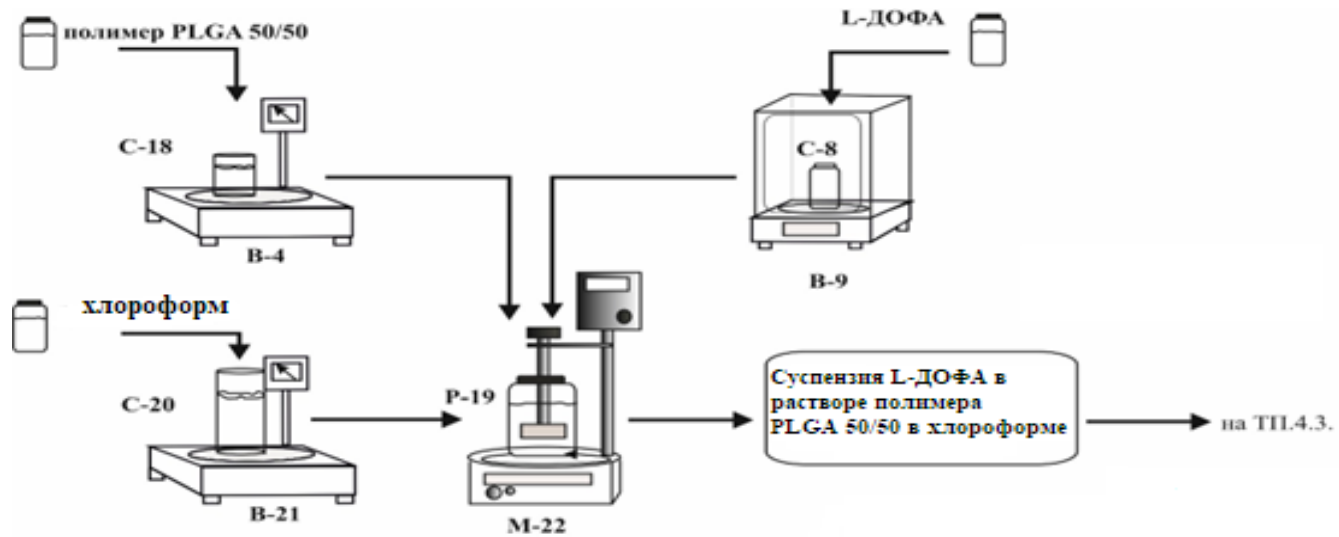 полимер PLGA 50/50
L-ДОФА
С-18
С-8
В-4
В-9
хлороформ
С-20
Р-19
В-21
М-22
Суспензия L-ДОФА в
растворе полимера
PLGA 50/50 в хлороформе
на ТП.4.3.